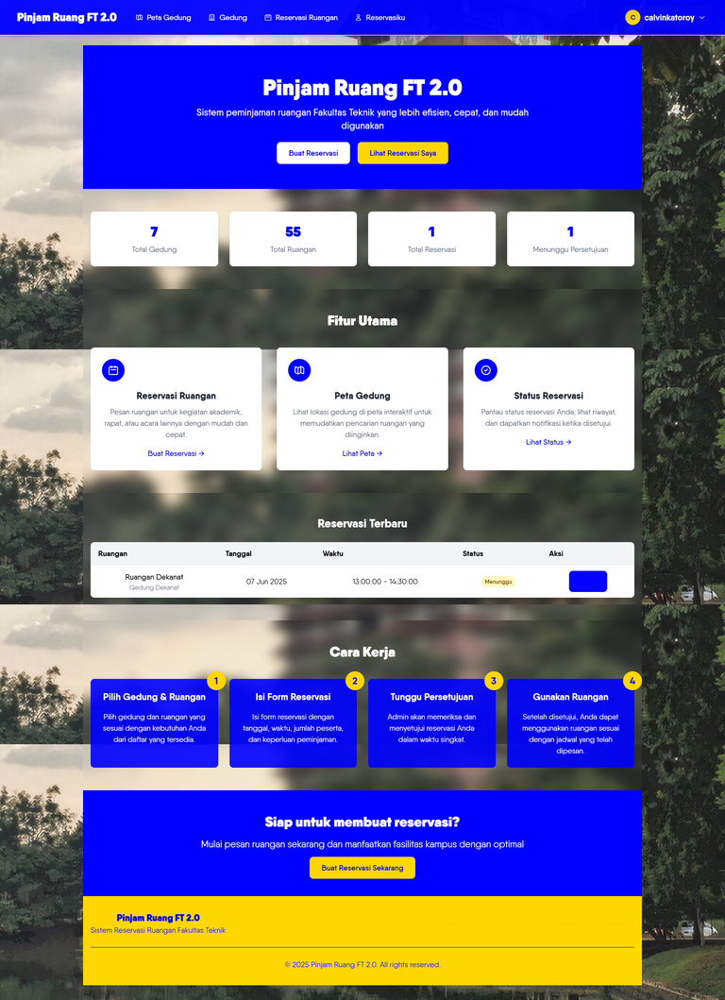 Pinjam Ruang FT 2.0 Peta Gedung Gedung Reservasi Ruangan Reservasiku C calvinkatoroy
Pinjam Ruang FT 2.0
Sistem peminjaman ruangan Fakultas Teknik yang lebih efisien, cepat, dan mudah
digunakan
Buat Reservasi Lihat Reservasi Saya
7
Total Gedung
55
Total Ruangan
1
Total Reservasi
1
Menunggu Persetujuan
Fitur Utama
Reservasi Ruangan
Pesan ruangan untuk kegiatan akademik,
rapat, atau acara lainnya dengan mudah dan
cepat.
Buat Reservasi →
Peta Gedung
Lihat lokasi gedung di peta interaktif untuk
memudahkan pencarian ruangan yang
diinginkan.
Lihat Peta →
Status Reservasi
Pantau status reservasi Anda, lihat riwayat,
dan dapatkan notifikasi ketika disetujui.
Lihat Status →
Reservasi Terbaru
Ruangan Tanggal Waktu Status Aksi
Ruangan Dekanat
Gedung Dekanat
07 Jun 2025 13:00:00 - 14:30:00 Menunggu
Cara Kerja
1
Pilih Gedung & Ruangan
Pilih gedung dan ruangan yang
sesuai dengan kebutuhan Anda
dari daftar yang tersedia.
2
Isi Form Reservasi
Isi form reservasi dengan
tanggal, waktu, jumlah peserta,
dan keperluan peminjaman.
3
Tunggu Persetujuan
Admin akan memeriksa dan
menyetujui reservasi Anda
dalam waktu singkat.
4
Gunakan Ruangan
Setelah disetujui, Anda dapat
menggunakan ruangan sesuai
dengan jadwal yang telah
dipesan.
Siap untuk membuat reservasi?
Mulai pesan ruangan sekarang dan manfaatkan fasilitas kampus dengan optimal
Buat Reservasi Sekarang
Pinjam Ruang FT 2.0
Sistem Reservasi Ruangan Fakultas Teknik
© 2025 Pinjam Ruang FT 2.0. All rights reserved.